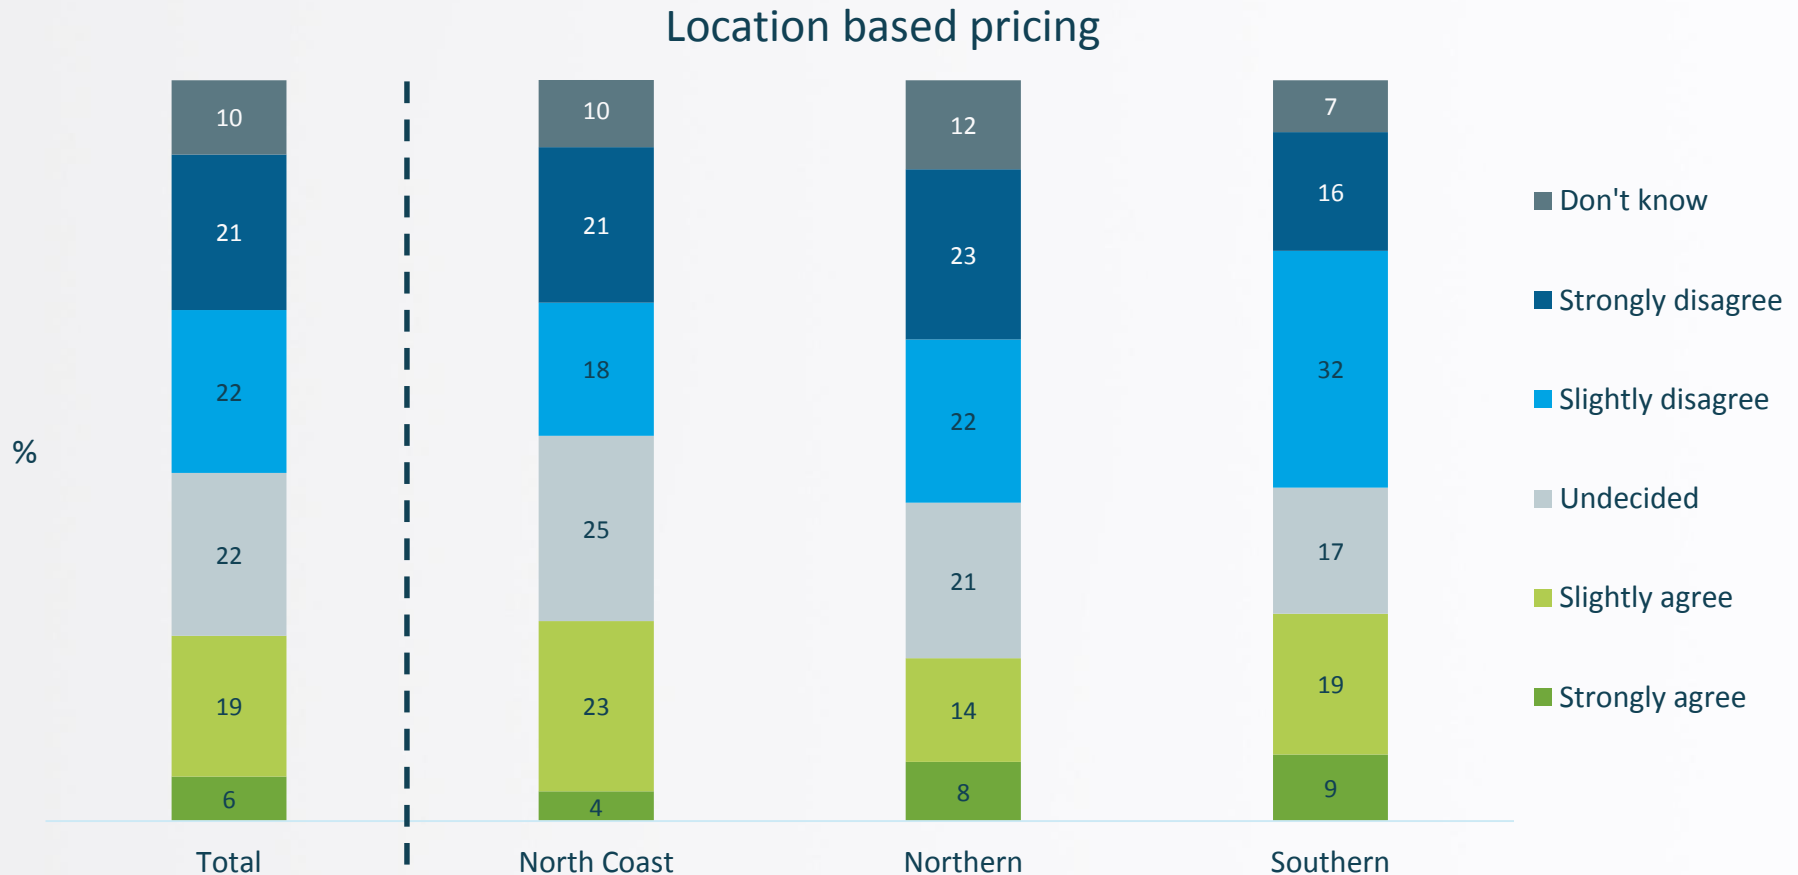 Location based pricing
%
10
21
22
22
19
6
10
21
18
25
23
4
12
23
22
21
14
8
7
16
32
17
19
9
Total
North Coast
Northern
Southern
Don't know
Strongly disagree
Slightly disagree
Undecided
Slightly agree
Strongly agree